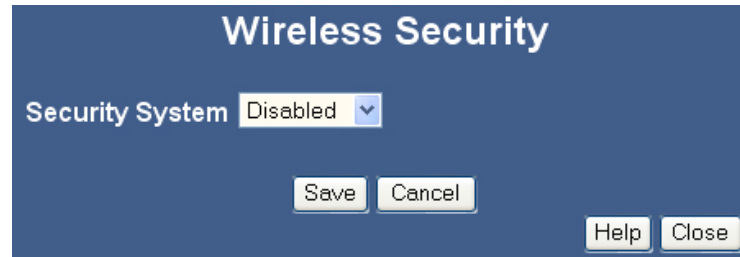 Wireless Security
Security System Disabled
Save Cancel
Help Close